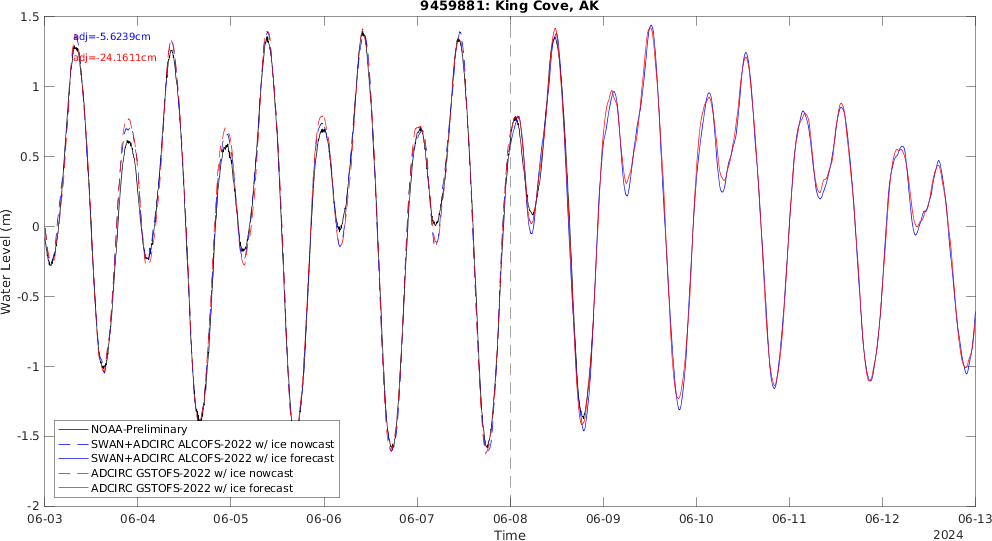 9459881: King Cove, AK
adj=-5.6239cm
adj=-24.1611cm
Water Level (m)
1.5
1
0.5
0
-0.5
-1
-1.5
-2
NOAA-Preliminary
SWAN+ADCIRC ALCOFS-2022 w/ ice nowcast
SWAN+ADCIRC ALCOFS-2022 w/ ice forecast
ADCIRC GSTOFS-2022 w/ ice nowcast
ADCIRC GSTOFS-2022 w/ ice forecast
06-03 06-04 06-05 06-06 06-07 06-08 06-09 06-10 06-11 06-12 06-13
Time
2024